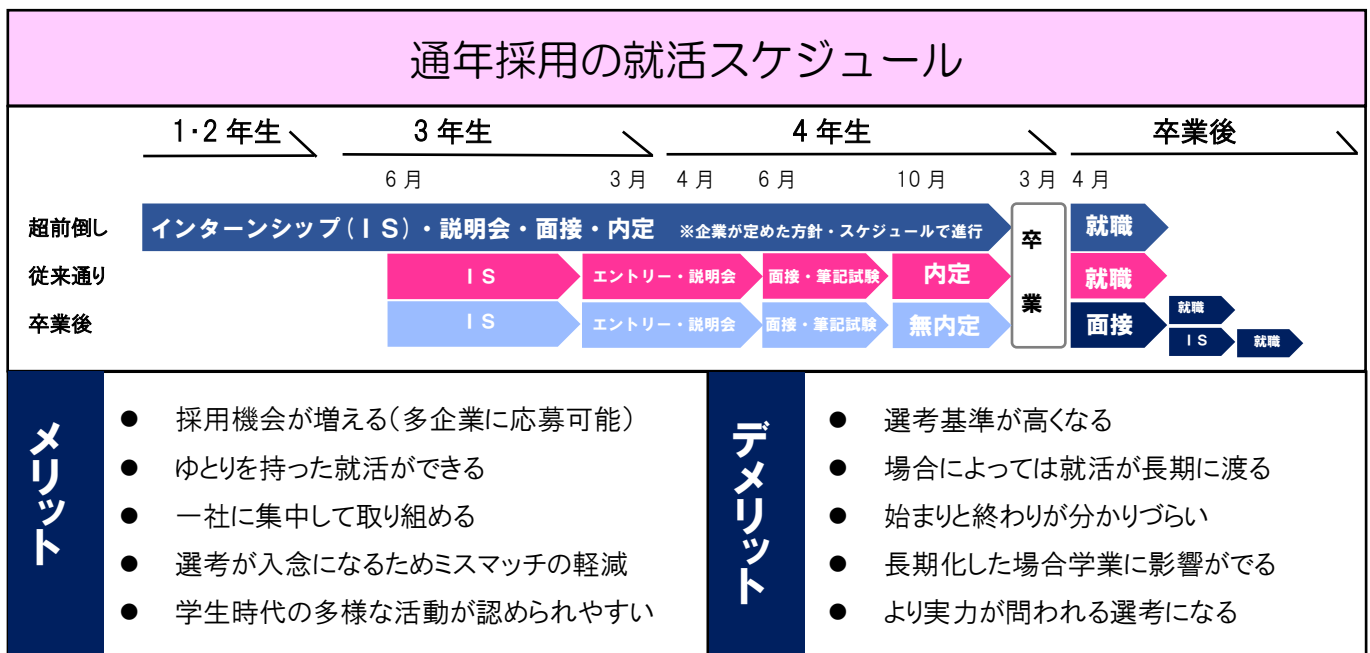 通年採用の就活スケジュール
1・2年生 3年生 4年生 卒業後
6月 3月 4月 6月 10月 3月 4月
超前倒し インターンシップ(IS)・説明会・面接・内定 ※企業が定めた方針・スケジュールで進行 就職
従来通り IS エントリー・説明会 面接・筆記試験 内定 就職
卒業
卒業後 IS エントリー・説明会 面接・筆記試験 無内定 面接 就職
IS 就職
メリット
● 採用機会が増える(多企業に応募可能)
● ゆとりを持った就活ができる
● 一社に集中して取り組める
● 選考が入念になるためミスマッチの軽減
● 学生時代の多様な活動が認められやすい
デメリット
● 選考基準が高くなる
● 場合によっては就活が長期に渡る
● 始まりと終わりが分かりづらい
● 長期化した場合学業に影響がでる
● より実力が問われる選考になる